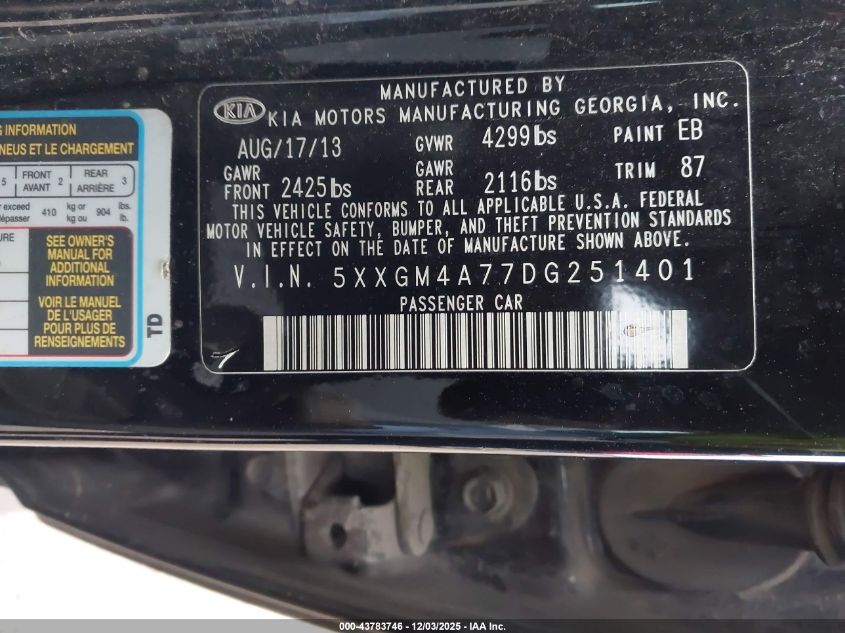 MANUFACTURED BY
KIA KIA MOTORS MANUFACTURING GEORGIA, INC.
AUG/17/13 GVWR 4299lbs PAINT EB
GAWR FRONT 2425lbs GAWR REAR 2116lbs TRIM 87
THIS VEHICLE CONFORMS TO ALL APPLICABLE U.S.A. FEDERAL
MOTOR VEHICLE SAFETY, BUMPER, AND THEFT PREVENTION STANDARDS
IN EFFECT ON THE DATE OF MANUFACTURE SHOWN ABOVE.
V.I.N. 5XXGM4A77DG251401
PASSENGER CAR
INFORMATION
NEUS ET LE CHARGEMENT
5 FRONT AVANT 2 REAR ARRIÈRE 3
exceed 410 kg or kg ou 904 lbs. lb.
SEE OWNER'S
MANUAL FOR
ADDITIONAL
INFORMATION
VOIR LE MANUEL
DE L'USAGER
POUR PLUS DE
RENSEIGNEMENTS
TD
000-43783746 - 12/03/2025 - IAA Inc.